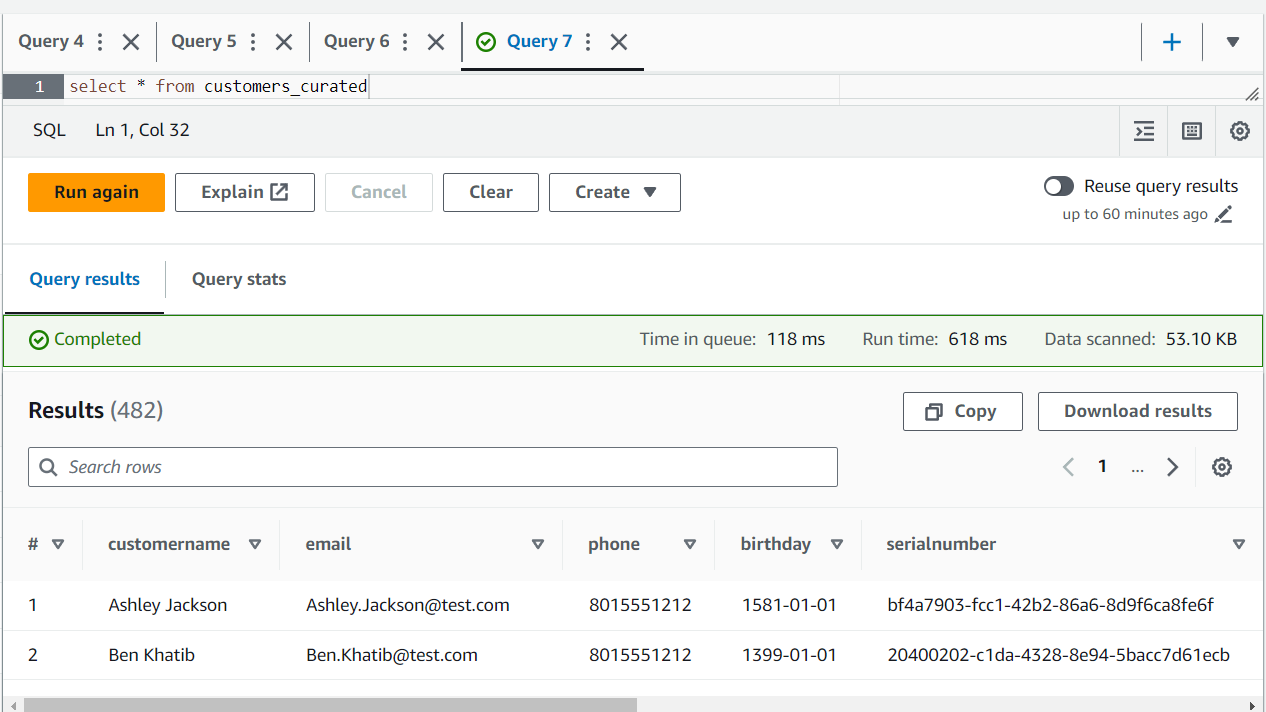 Query 4 Query 5 Query 6 Query 7
1 select * from customers_curated
SQL Ln 1, Col 32
Run again Explain Cancel Clear Create Reuse query results
up to 60 minutes ago
Query results Query stats
Completed Time in queue: 118 ms Run time: 618 ms Data scanned: 53.10 KB
Results (482) Copy Download results
Search rows 1 ...
# customername email phone birthday serialnumber
1 Ashley Jackson Ashley.Jackson@test.com 8015551212 1581-01-01 bf4a7903-fcc1-42b2-86a6-8d9f6ca8fe6f
2 Ben Khatib Ben.Khatib@test.com 8015551212 1399-01-01 20400202-c1da-4328-8e94-5bacc7d61ecb